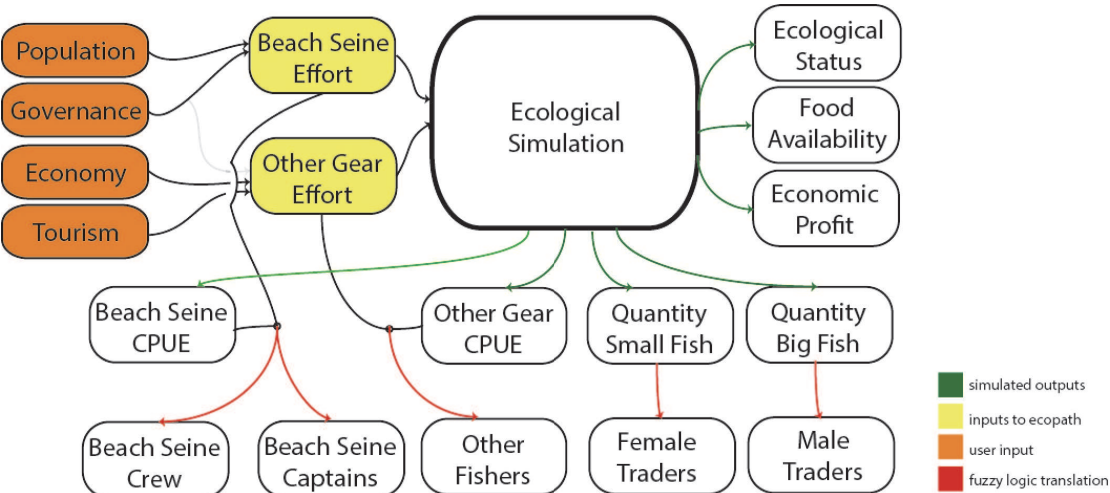 Population
Governance
Economy
Tourism
Beach Seine
Effort
Other Gear
Effort
Ecological
Simulation
Ecological
Status
Food
Availability
Economic
Profit
Beach Seine
CPUE
Other Gear
CPUE
Quantity
Small Fish
Quantity
Big Fish
Beach Seine
Crew
Beach Seine
Captains
Other
Fishers
Female
Traders
Male
Traders
simulated outputs
inputs to ecopath
user input
fuzzy logic translation